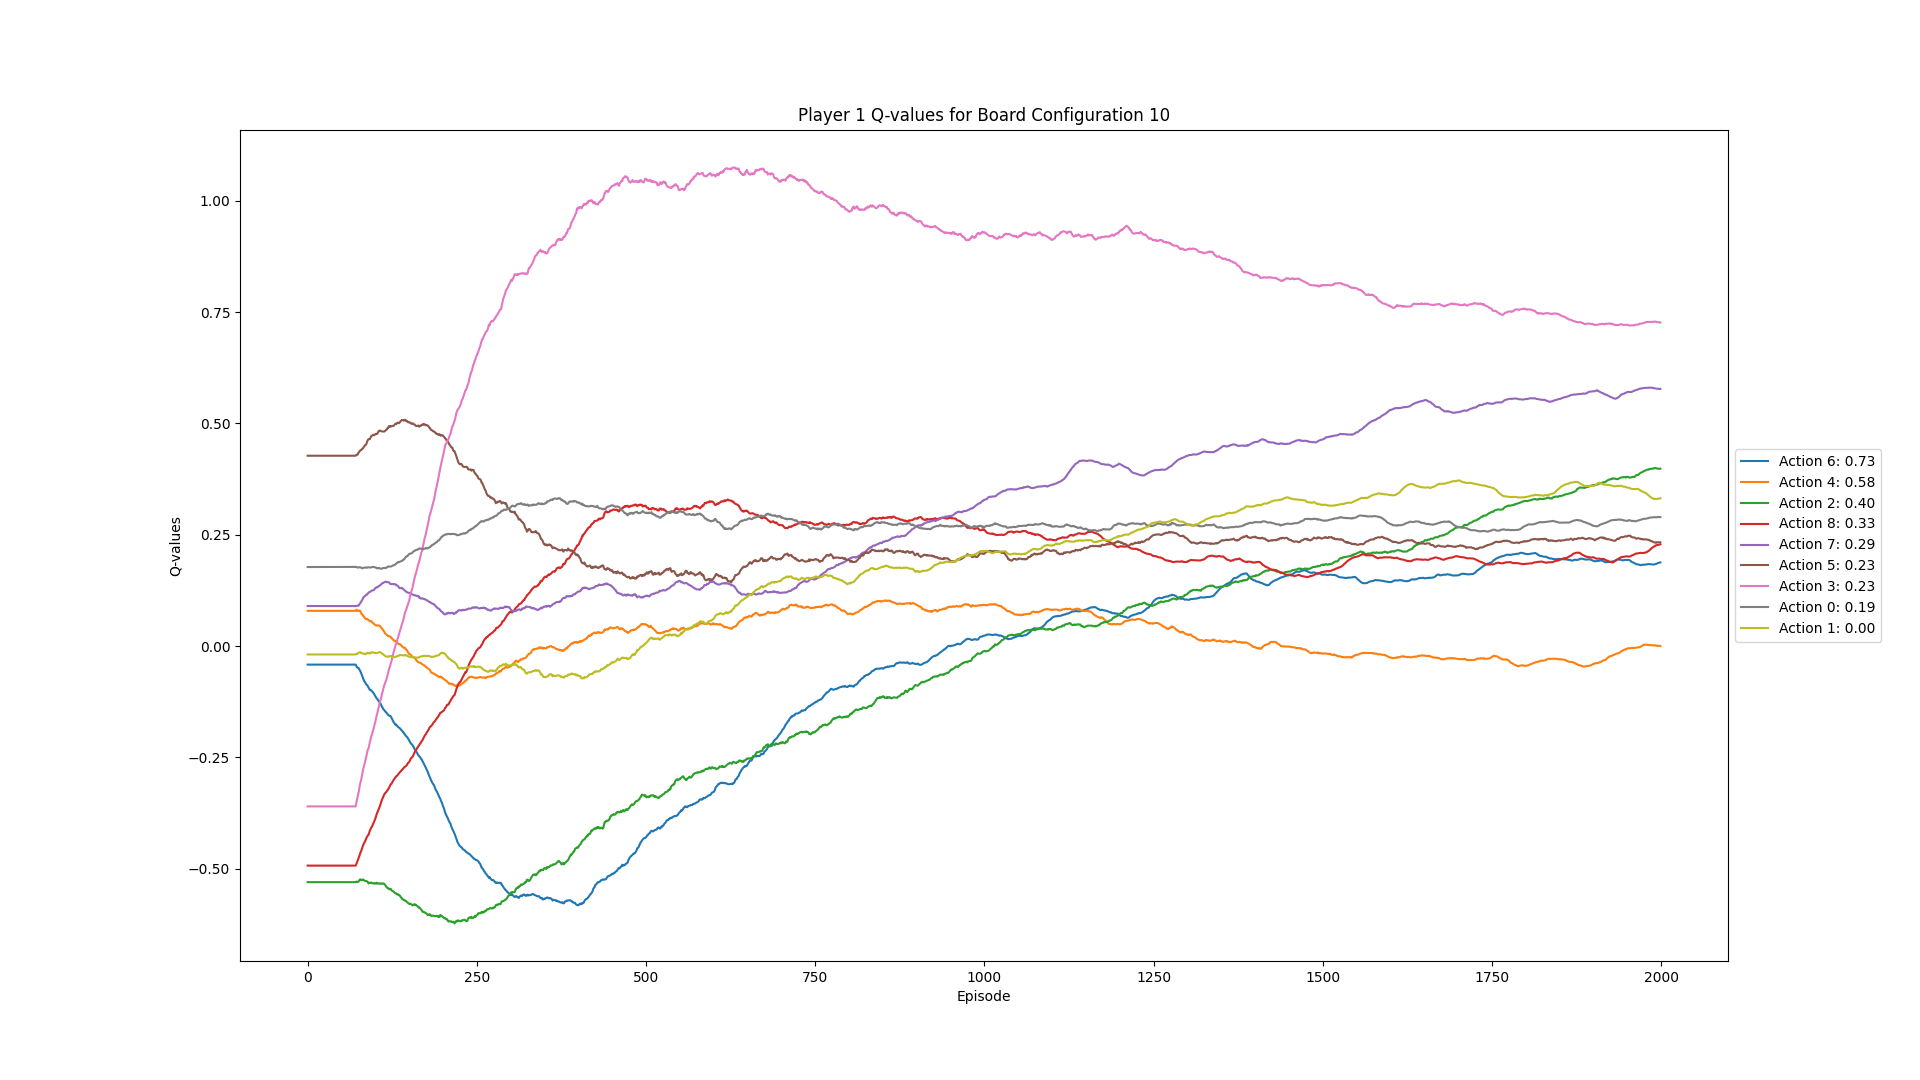 Player 1 Q-values for Board Configuration 10
1.00
0.75
0.50
0.25
0.00
−0.25
−0.50
Q-values
0 250 500 750 1000 1250 1500 1750 2000
Episode
Action 6: 0.73
Action 4: 0.58
Action 2: 0.40
Action 8: 0.33
Action 7: 0.29
Action 5: 0.23
Action 3: 0.23
Action 0: 0.19
Action 1: 0.00